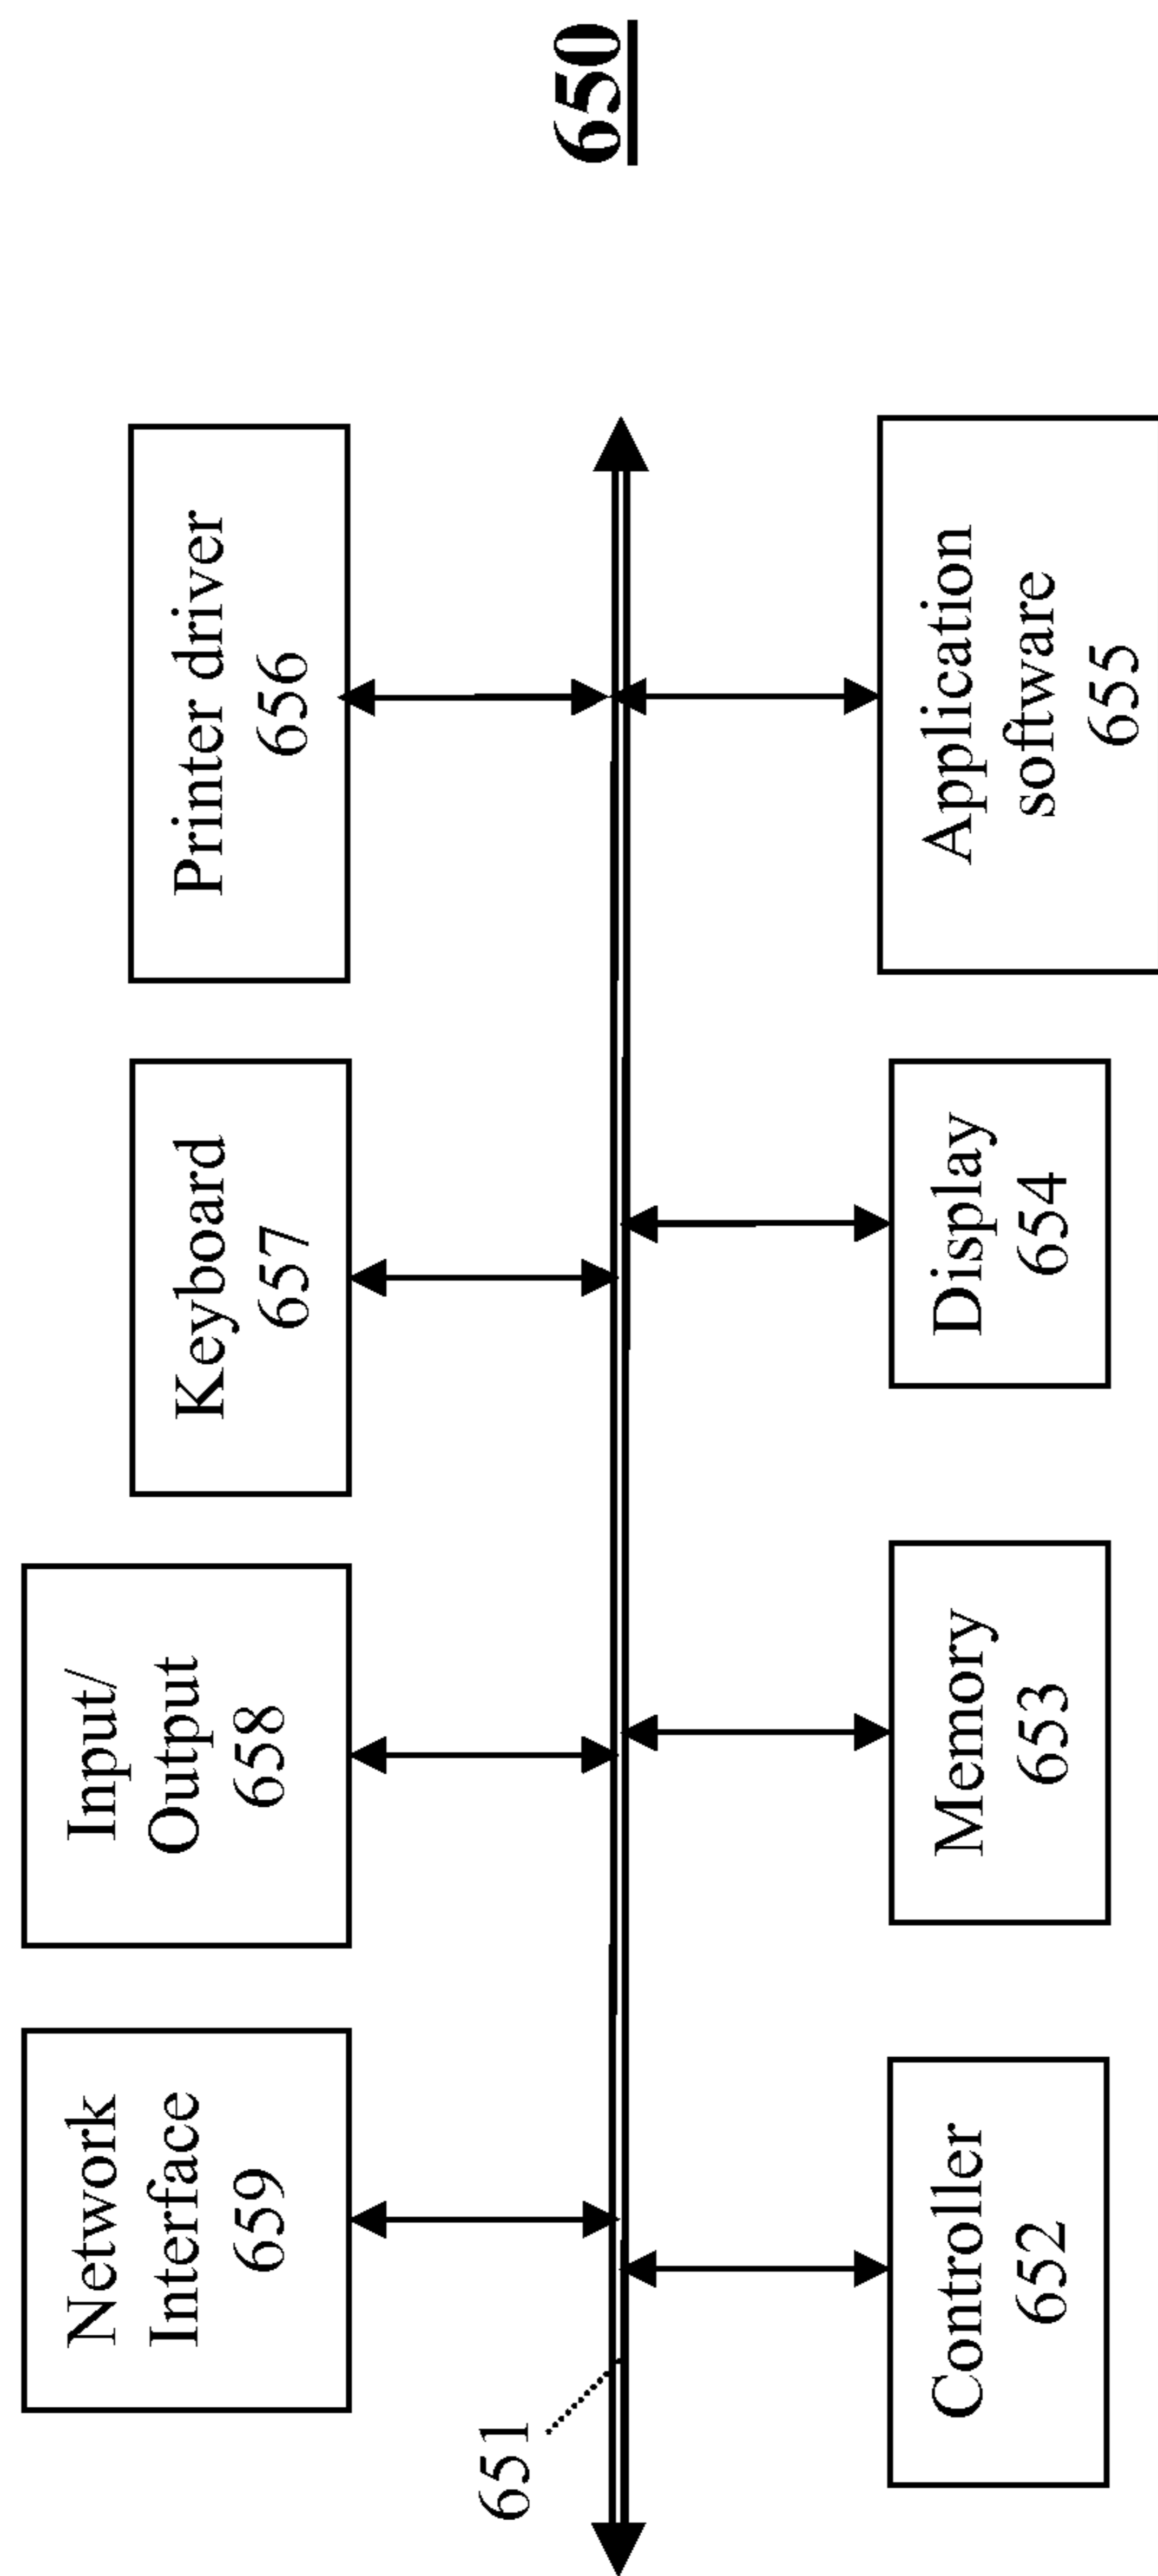 Network
Interface
659
Input/
Output
658
Keyboard
657
Printer driver
656
650
651
Controller
652
Memory
653
Display
654
Application
software
655